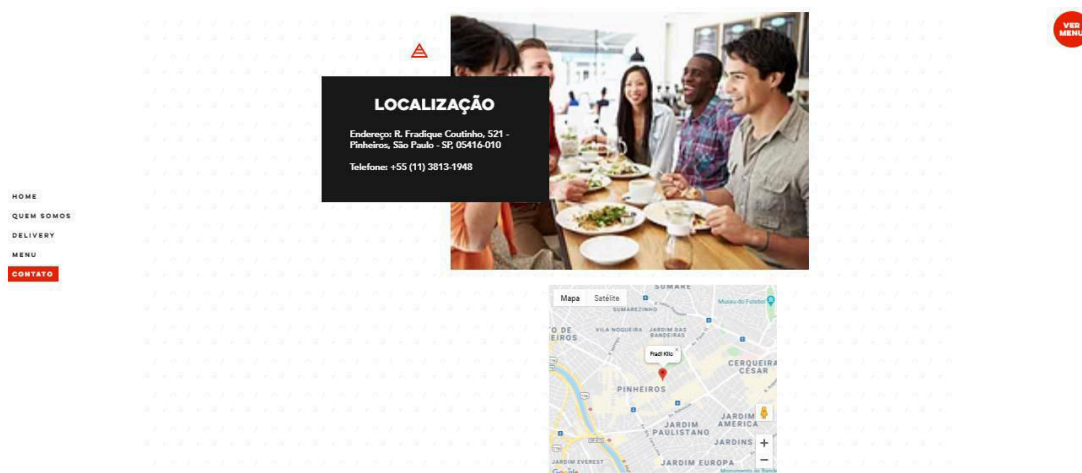 VER
MENU
LOCALIZAÇÃO
Endereço: R. Fradique Coutinho, 521 -
Pinheiros, São Paulo - SP, 05416-010
Telefone: +55 (11) 3813-1948
HOME
QUEM SOMOS
DELIVERY
MENU
CONTATO
SUMARÉ
Mapa Satélite
Museu do Futebol
SUMAREZINHO
VILA NOGUEIRA JARDIM DAS
BANDEIRAS
Fradi Kilo
CERQUEIRA
CÉSAR
PINHEIROS
JARDIM
AMÉRICA
JARDIM
PAULISTANO
JARDINS
JARDIM EVEREST
JARDIM EUROPA
Google